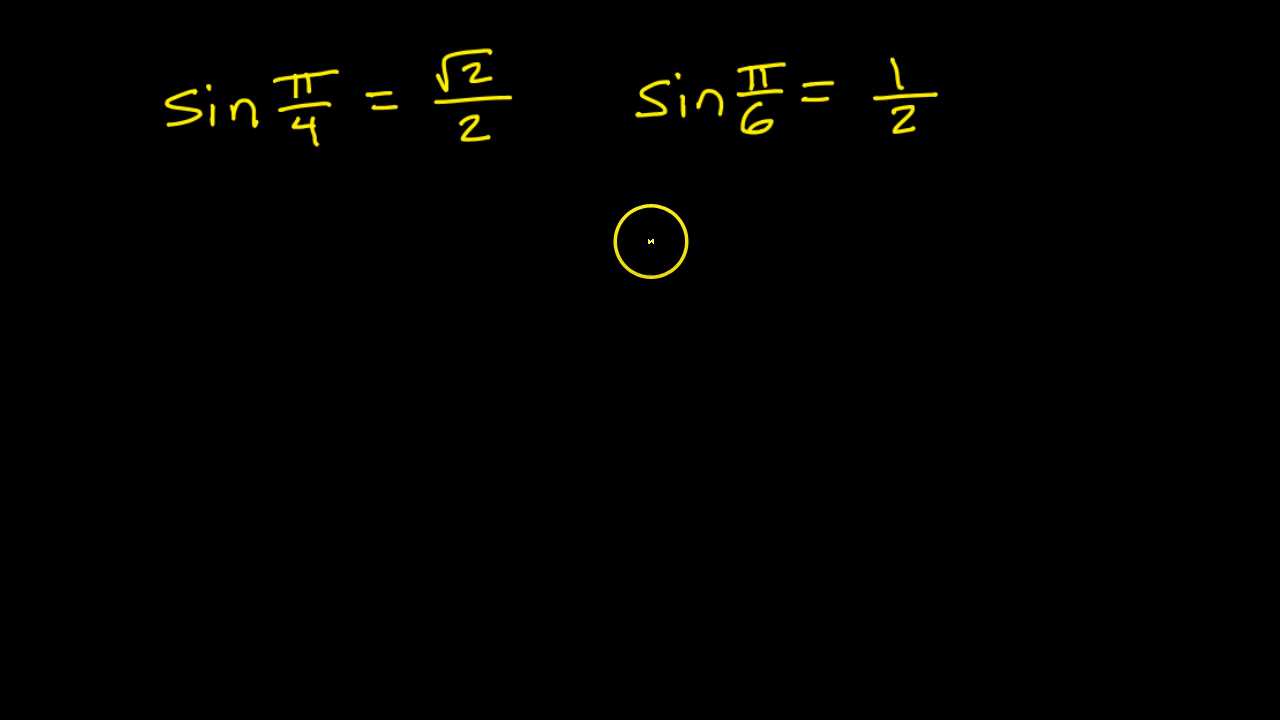 sin π/4 = √2/2 sin π/6 = 1/2